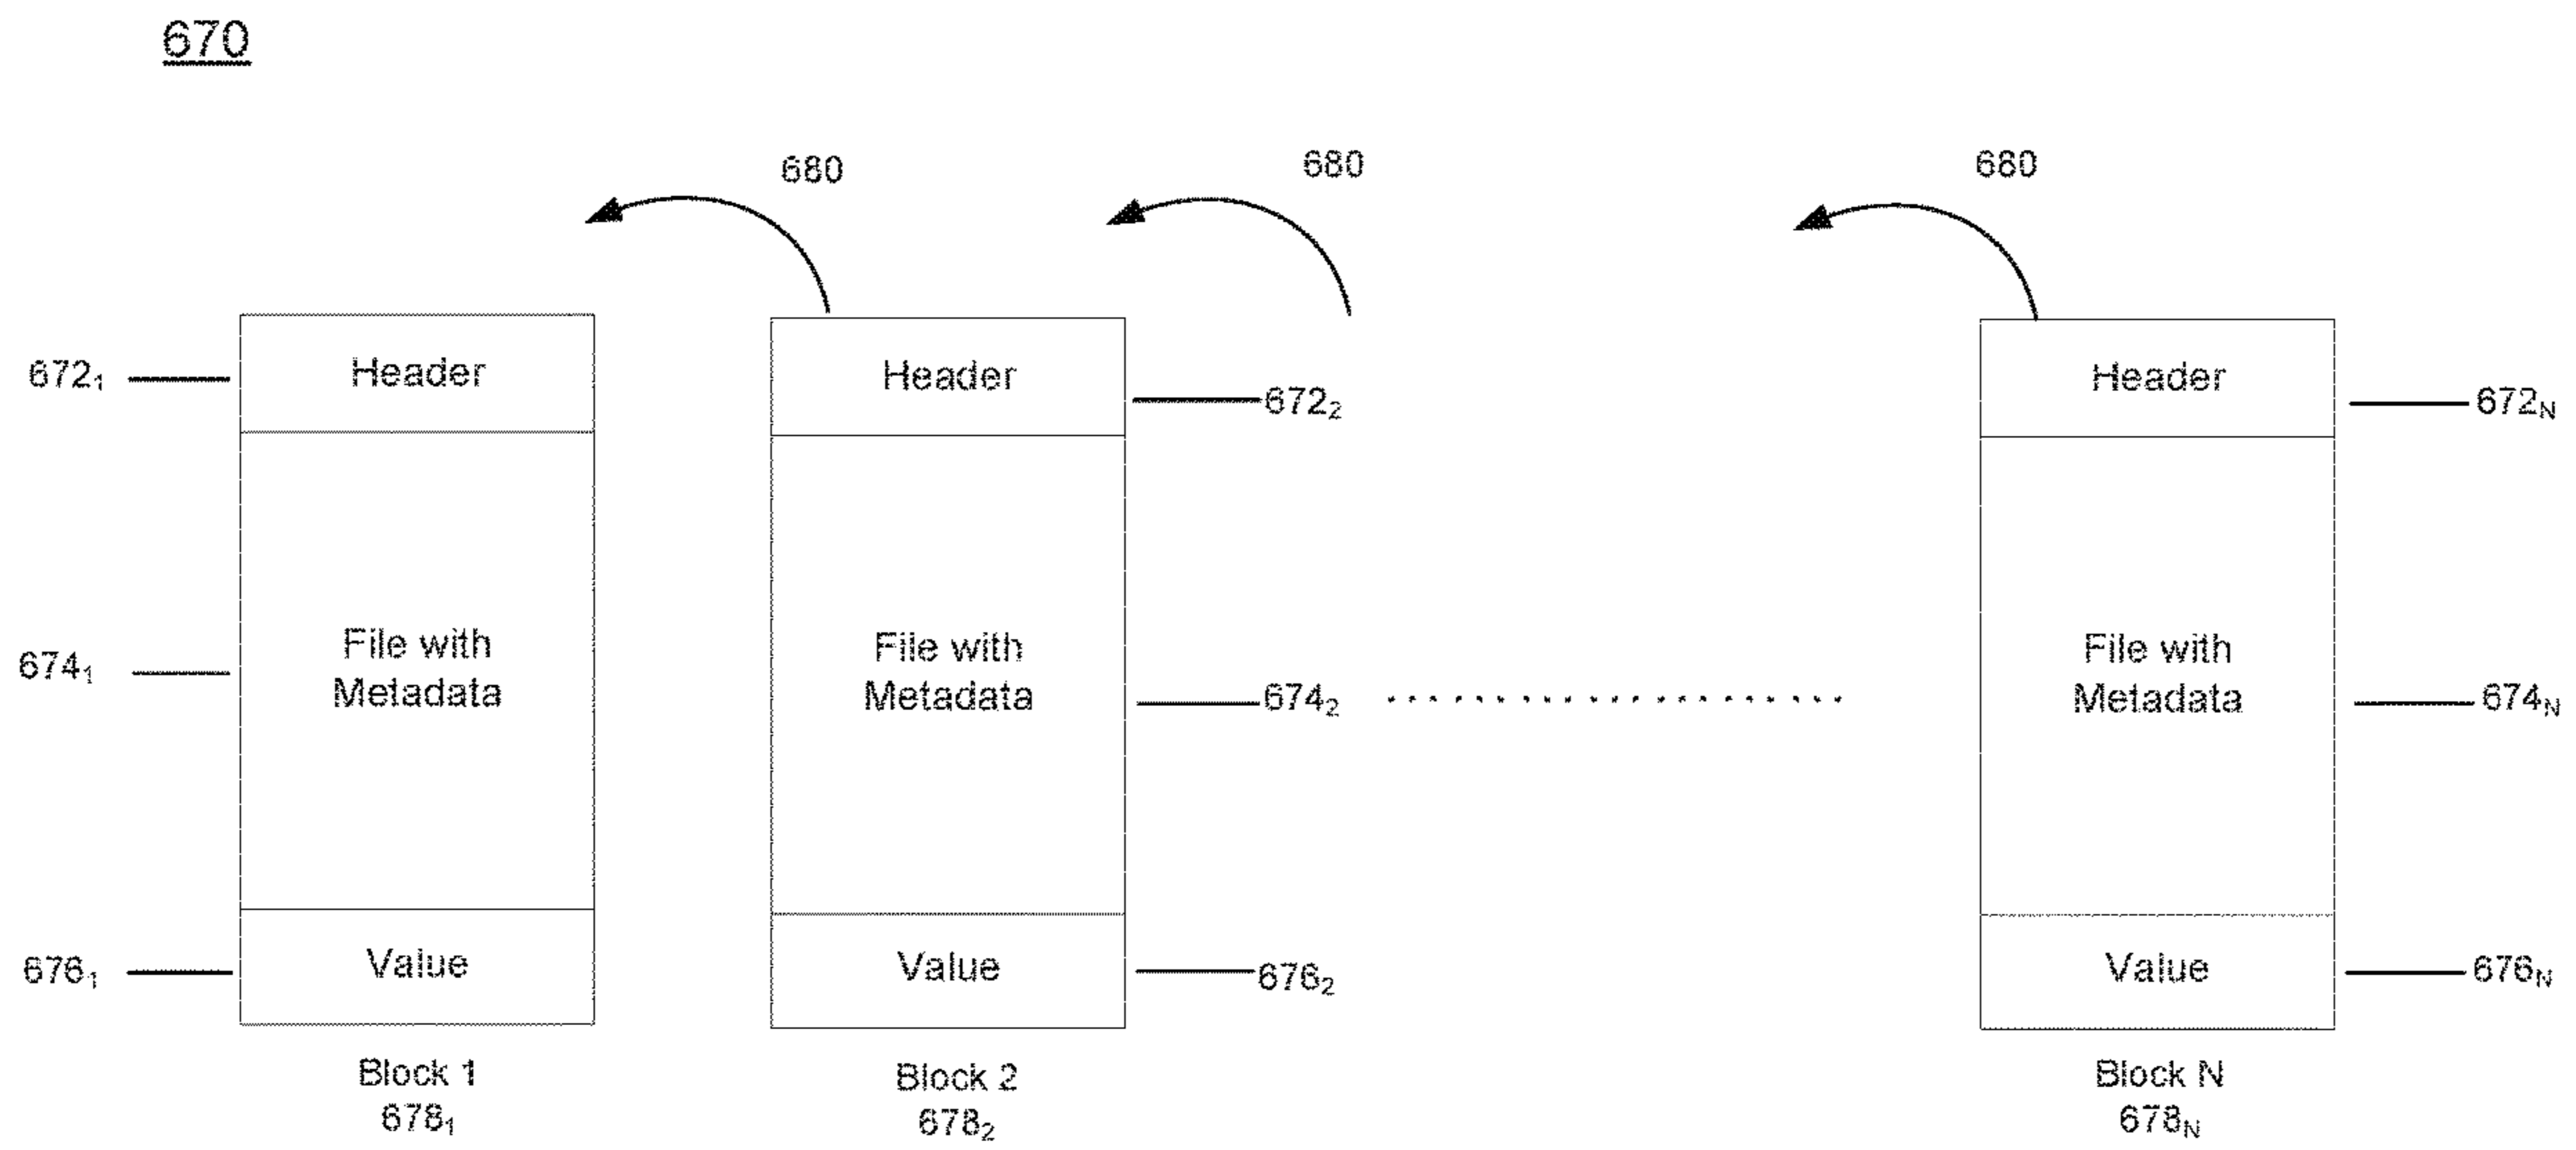 670
680 680 680
672₁ Header Header 672₂ Header 672N
674₁ File with Metadata File with Metadata 674₂ File with Metadata 674N
676₁ Value Value 676₂ Value 676N
Block 1 Block 2 Block N
678₁ 678₂ 678N